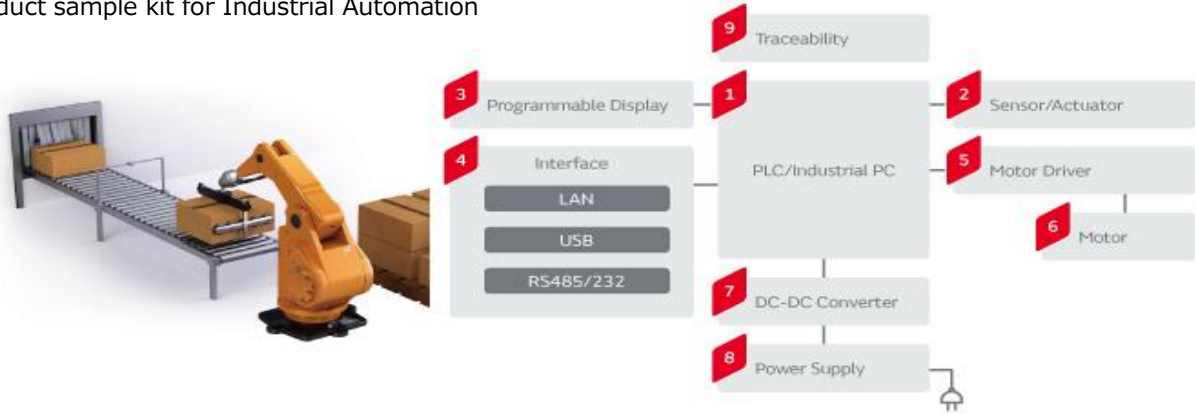 duct sample kit for Industrial Automation
9
Traceability
3
Programmable Display
1
PLC/Industrial PC
2
Sensor/Actuator
4
Interface
LAN
USB
RS485/232
5
Motor Driver
6
Motor
7
DC-DC Converter
8
Power Supply